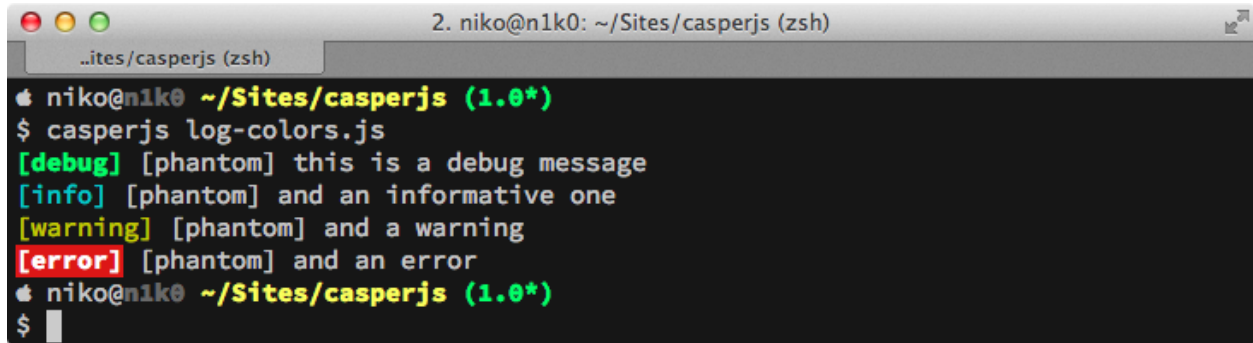 2. niko@n1k0: ~/Sites/casperjs (zsh)
..ites/casperjs (zsh)
niko@n1k0 ~/Sites/casperjs (1.0*)
$ casperjs log-colors.js
[debug] [phantom] this is a debug message
[info] [phantom] and an informative one
[warning] [phantom] and a warning
[error] [phantom] and an error
niko@n1k0 ~/Sites/casperjs (1.0*)
$